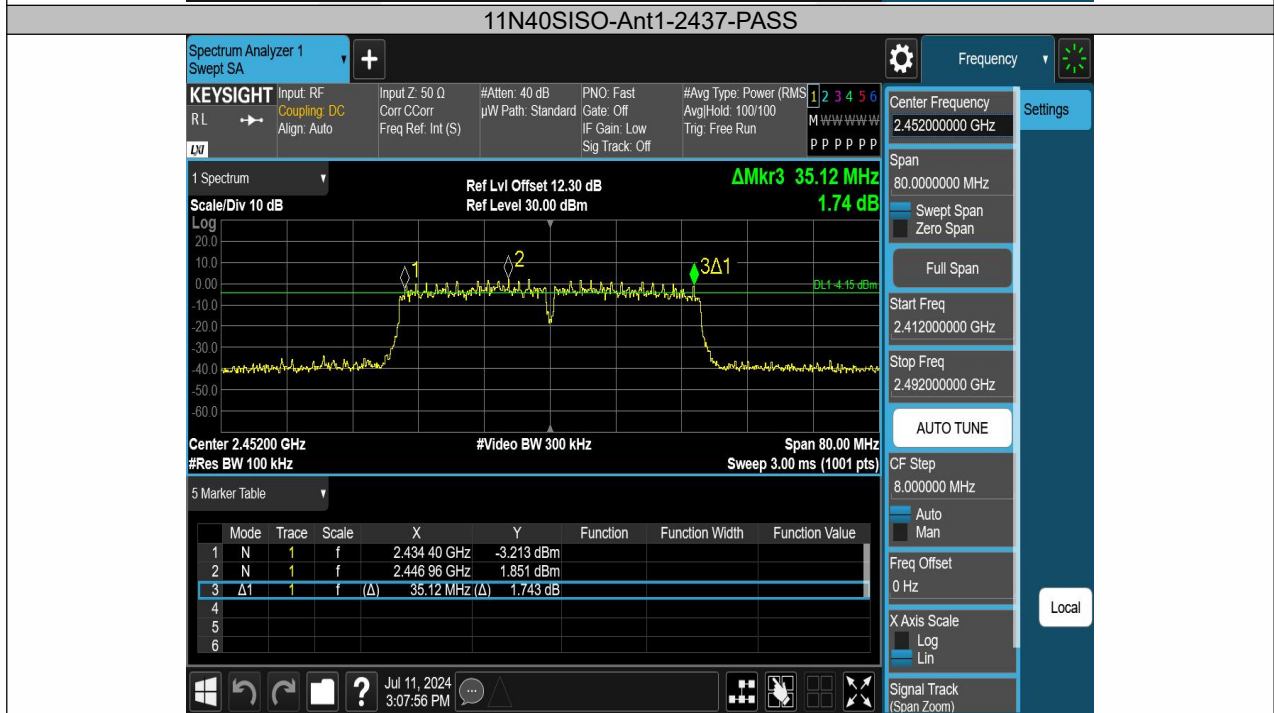 11N40SISO-Ant1-2437-PASS
Spectrum Analyzer 1
Swept SA
+
Frequency
KEYSIGHT Input: RF
RL Coupling: DC
Align: Auto
LXI
Input Z: 50 Ω
Corr CCorr
Freq Ref: Int (S)
#Atten: 40 dB
µW Path: Standard
PNO: Fast
Gate: Off
IF Gain: Low
Sig Track: Off
#Avg Type: Power (RMS
Avg|Hold: 100/100
Trig: Free Run
1 2 3 4 5 6
M W W W W W
P P P P P P
1 Spectrum
Scale/Div 10 dB
Ref Lvl Offset 12.30 dB
Ref Level 30.00 dBm
ΔMkr3 35.12 MHz
1.74 dB
Log
20.0
10.0
0.00
-10.0
-20.0
-30.0
-40.0
-50.0
-60.0
1
2
3Δ1
DL1 -4.15 dBm
Center 2.45200 GHz
#Res BW 100 kHz
#Video BW 300 kHz
Span 80.00 MHz
Sweep 3.00 ms (1001 pts)
5 Marker Table
Mode Trace Scale X Y Function Function Width Function Value
1 N 1 f 2.434 40 GHz -3.213 dBm
2 N 1 f 2.446 96 GHz 1.851 dBm
3 Δ1 1 f (Δ) 35.12 MHz (Δ) 1.743 dB
4
5
6
?
Jul 11, 2024
3:07:56 PM
Center Frequency
2.452000000 GHz
Settings
Span
80.0000000 MHz
Swept Span
Zero Span
Full Span
Start Freq
2.412000000 GHz
Stop Freq
2.492000000 GHz
AUTO TUNE
CF Step
8.000000 MHz
Auto
Man
Freq Offset
0 Hz
X Axis Scale
Log
Lin
Local
Signal Track
(Span Zoom)